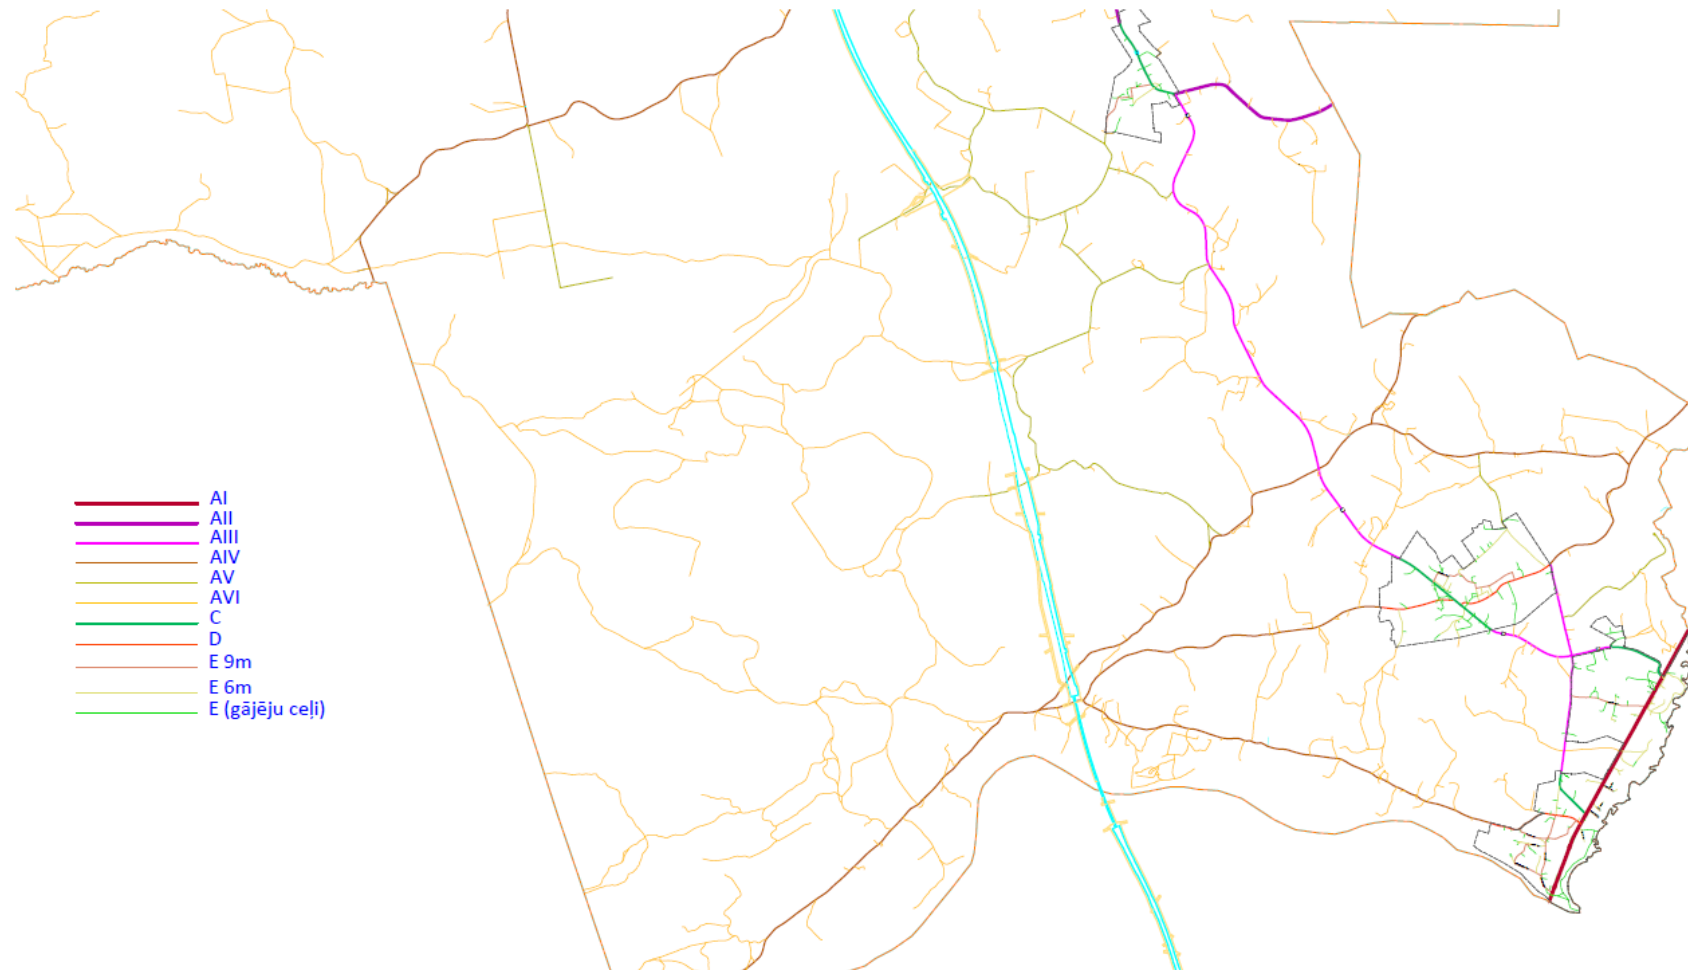 AI
AII
AIII
AIV
AV
AVI
C
D
E 9m
E 6m
E (gājēju ceļi)